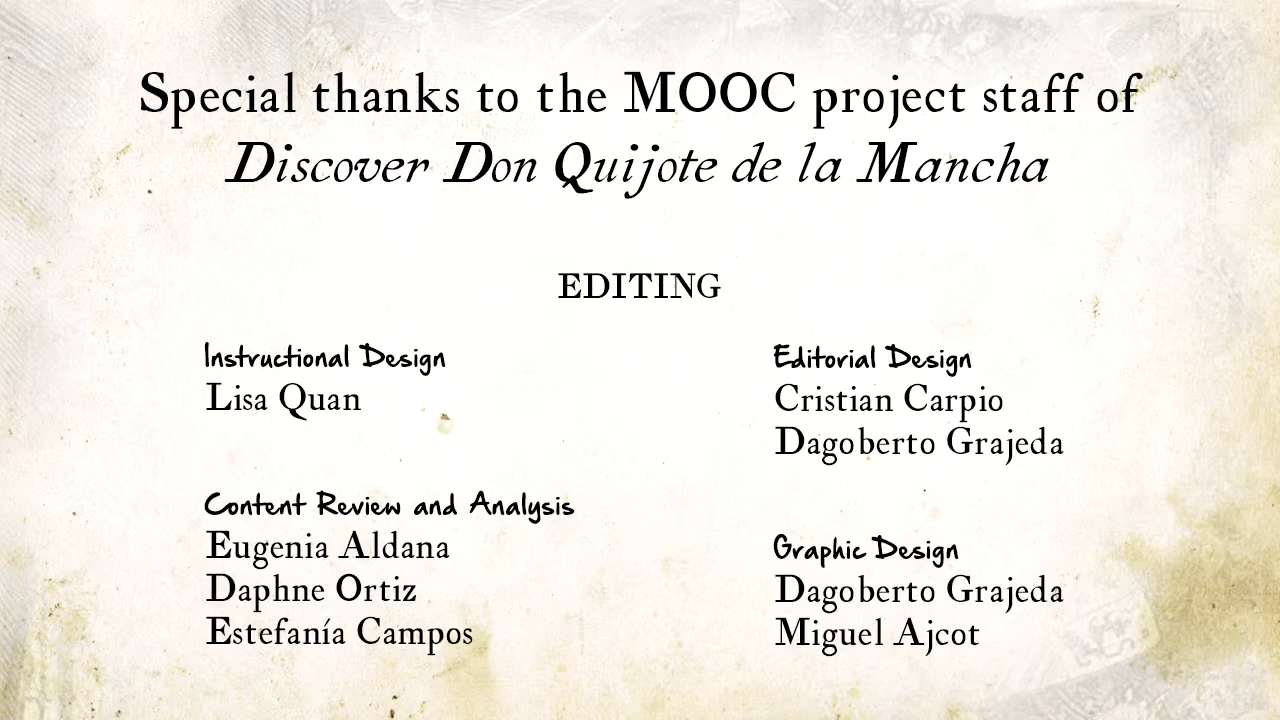 Special thanks to the MOOC project staff of
Discover Don Quijote de la Mancha
EDITING
Instructional Design
Lisa Quan
Content Review and Analysis
Eugenia Aldana
Daphne Ortiz
Estefanía Campos
Editorial Design
Cristian Carpio
Dagoberto Grajeda
Graphic Design
Dagoberto Grajeda
Miguel Ajcot